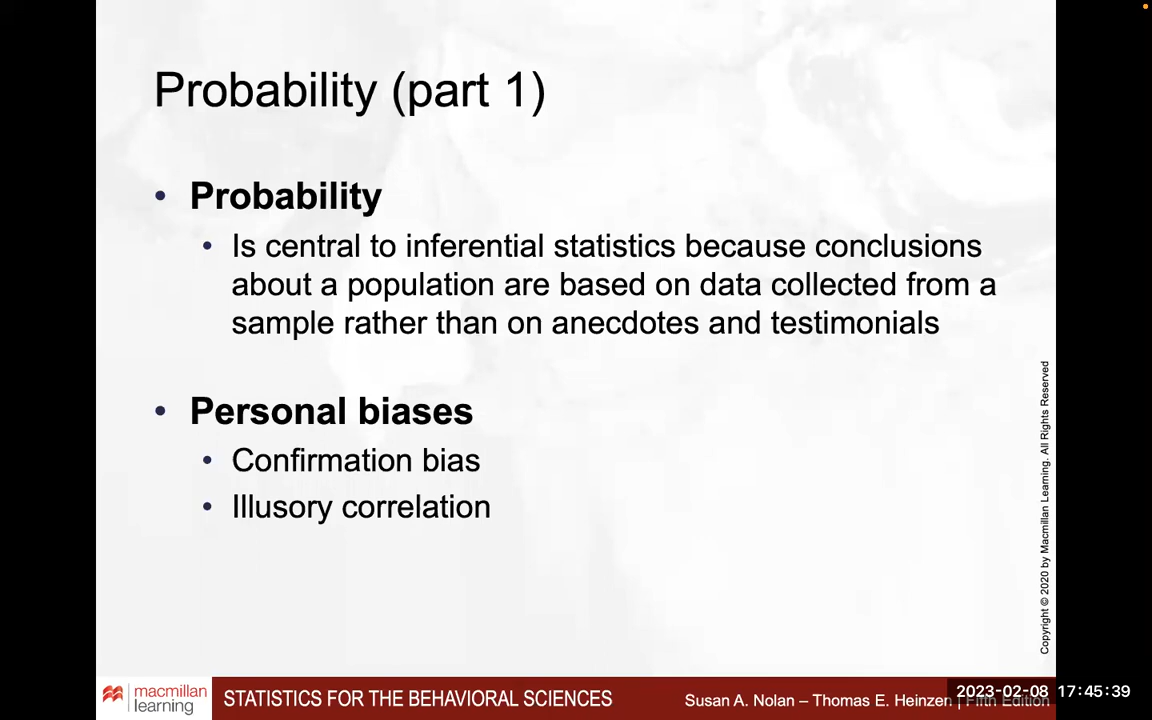 Probability (part 1)
• Probability
• Is central to inferential statistics because conclusions
about a population are based on data collected from a
sample rather than on anecdotes and testimonials
• Personal biases
• Confirmation bias
• Illusory correlation
Copyright © 2020 by Macmillan Learning. All Rights Reserved
macmillan
learning
STATISTICS FOR THE BEHAVIORAL SCIENCES
Susan A. Nolan – Thomas E. Heinzen | Fifth Edition
2023-02-08 17:45:39